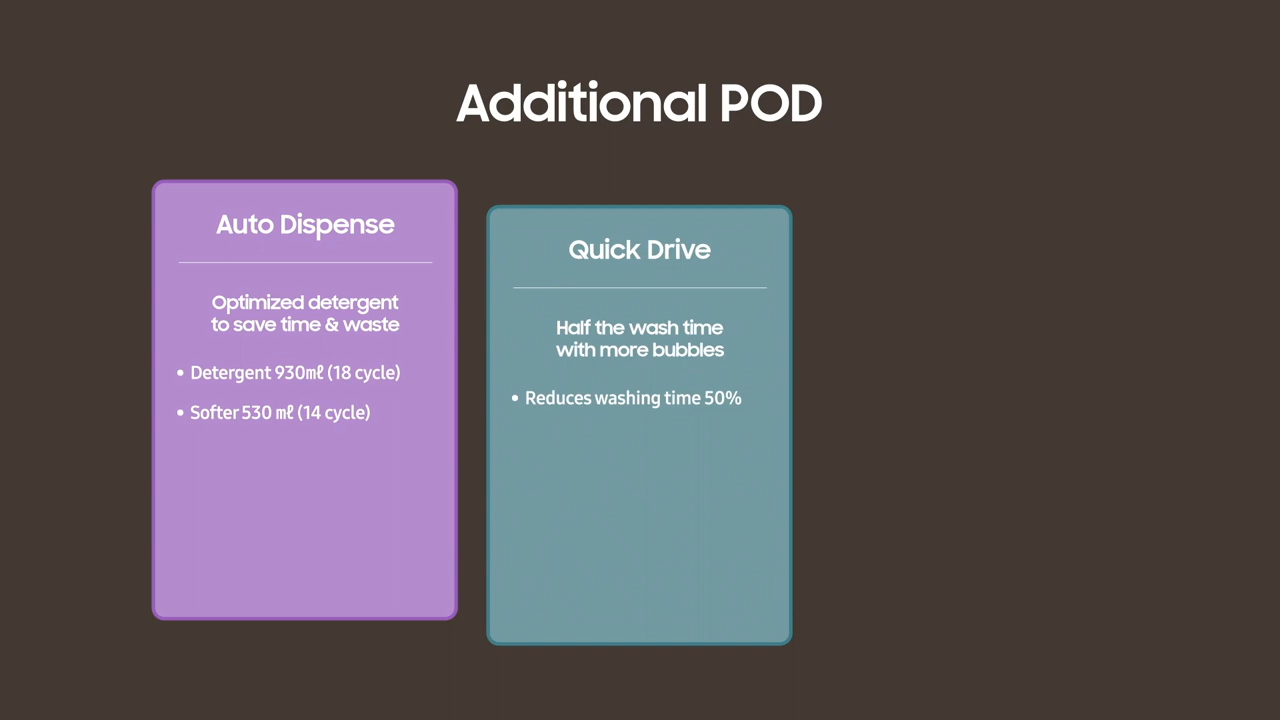 Additional POD
Auto Dispense
Optimized detergent
to save time & waste
• Detergent 930㎖ (18 cycle)
• Softer 530 ㎖ (14 cycle)
Quick Drive
Half the wash time
with more bubbles
• Reduces washing time 50%